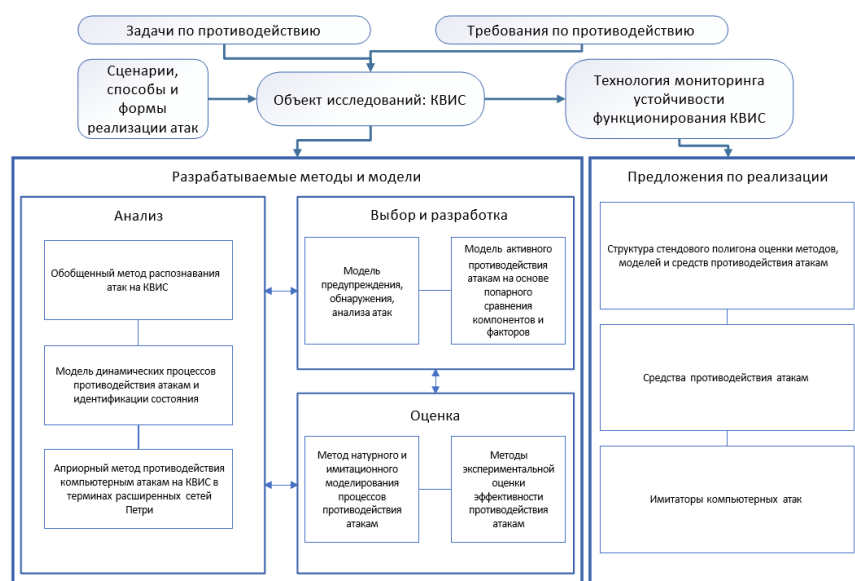 Задачи по противодействию
Требования по противодействию
Сценарии,
способы и
формы
реализации атак
Объект исследований: КВИС
Технология мониторинга
устойчивости
функционирования КВИС
Разрабатываемые методы и модели
Анализ
Обобщенный метод распознавания
атак на КВИС
Модель динамических процессов
противодействия атакам и
идентификации состояния
Априорный метод противодействия
компьютерным атакам на КВИС в
терминах расширенных сетей
Петри
Выбор и разработка
Модель
предупреждения,
обнаружения,
анализа атак
Модель активного
противодействия
атакам на основе
попарного
сравнения
компонентов и
факторов
Оценка
Метод натурного и
имитационного
моделирования
процессов
противодействия
атакам
Методы
экспериментальной
оценки
эффективности
противодействия
атакам
Предложения по реализации
Структура стендового полигона оценки методов,
моделей и средств противодействия атакам
Средства противодействия атакам
Имитаторы компьютерных атак